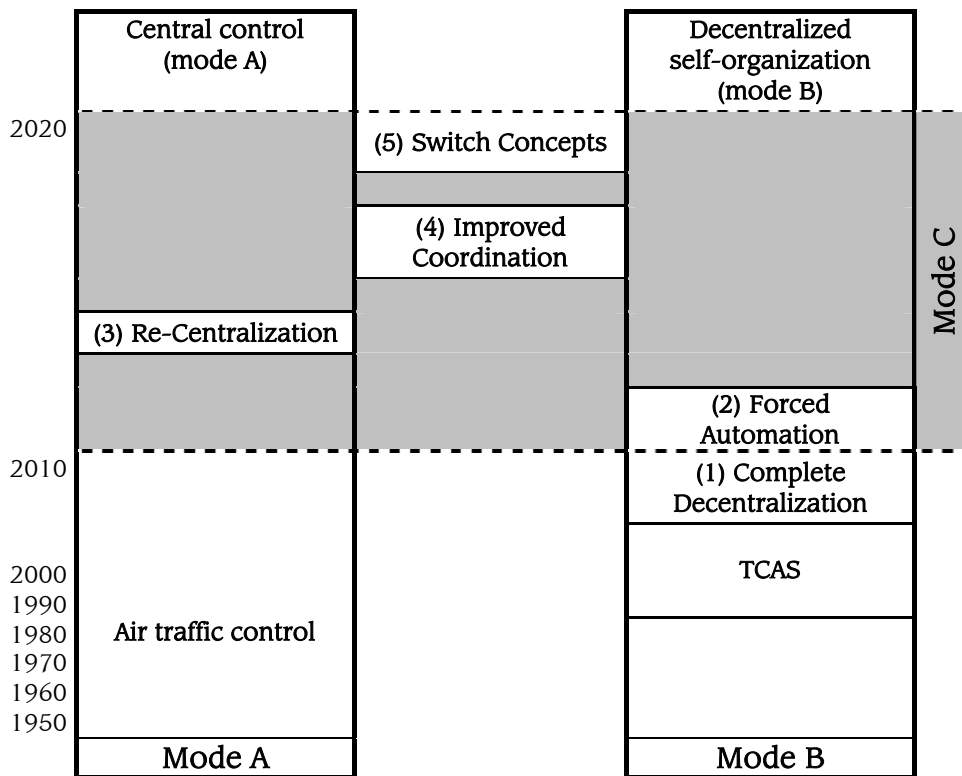 Central control
(mode A)
Decentralized
self-organization
(mode B)
2020
(5) Switch Concepts
(4) Improved
Coordination
Mode C
(3) Re-Centralization
(2) Forced
Automation
2010
(1) Complete
Decentralization
2000
TCAS
1990
1980
Air traffic control
1970
1960
1950
Mode A
Mode B